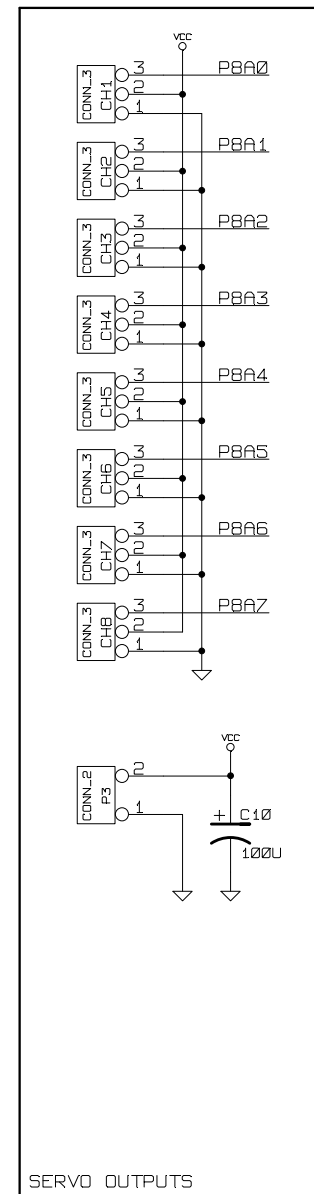 VCC
CONN_3 CH1 3 2 1 P8A0
CONN_3 CH2 3 2 1 P8A1
CONN_3 CH3 3 2 1 P8A2
CONN_3 CH4 3 2 1 P8A3
CONN_3 CH5 3 2 1 P8A4
CONN_3 CH6 3 2 1 P8A5
CONN_3 CH7 3 2 1 P8A6
CONN_3 CH8 3 2 1 P8A7
VCC
CONN_2 P3 2 1
+ C10
100U
SERVO OUTPUTS